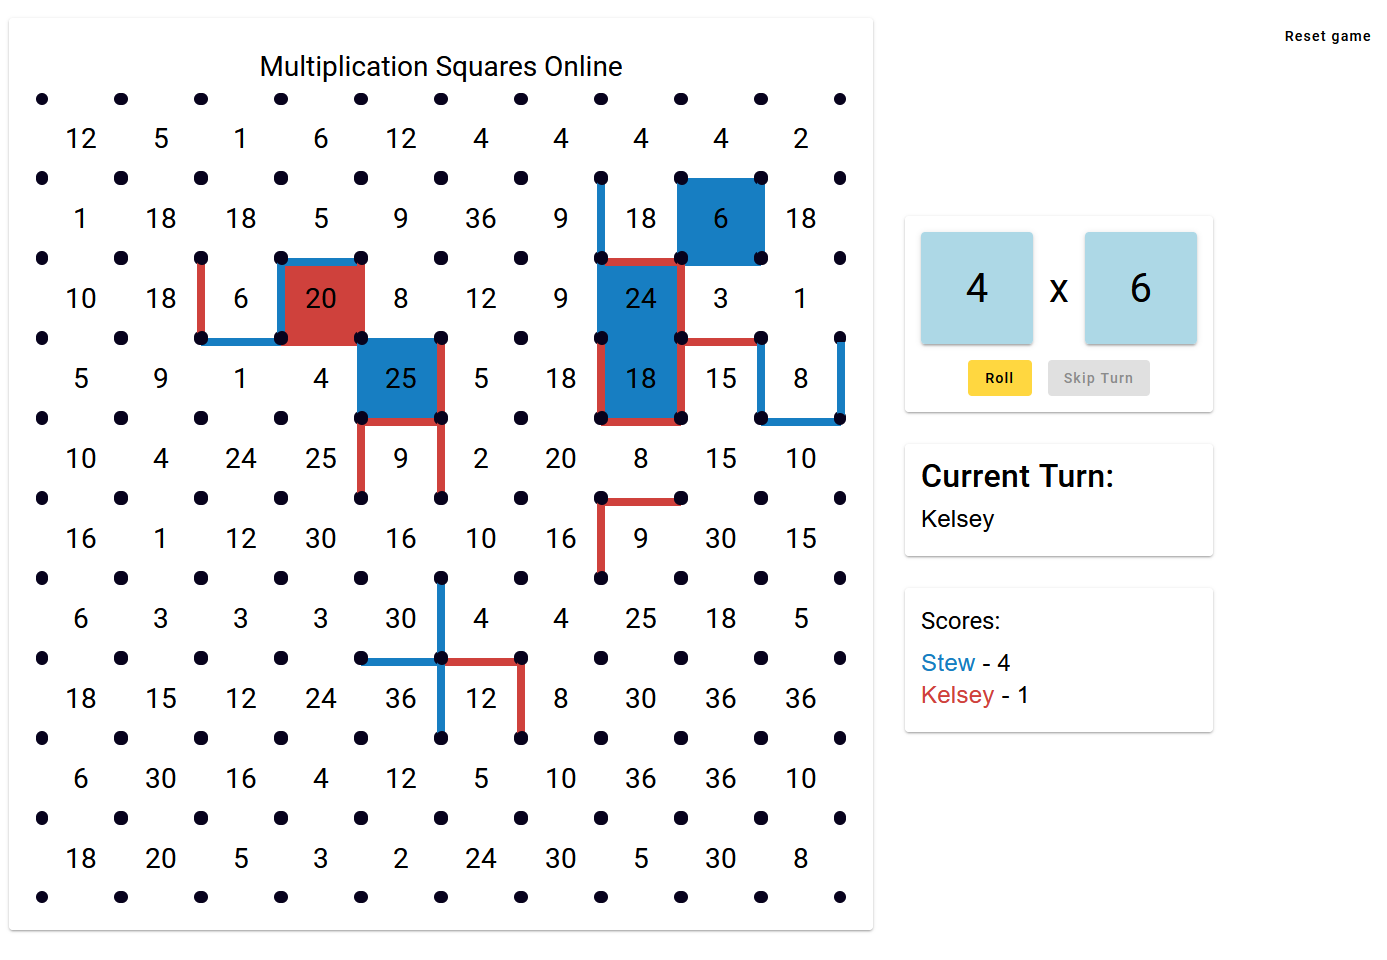 Reset game
Multiplication Squares Online
12 5 1 6 12 4 4 4 4 2
1 18 18 5 9 36 9 18 6 18
10 18 6 20 8 12 9 24 3 1
5 9 1 4 25 5 18 18 15 8
10 4 24 25 9 2 20 8 15 10
16 1 12 30 16 10 16 9 30 15
6 3 3 3 30 4 4 25 18 5
18 15 12 24 36 12 8 30 36 36
6 30 16 4 12 5 10 36 36 10
18 20 5 3 2 24 30 5 30 8
4 x 6
Roll Skip Turn
Current Turn:
Kelsey
Scores:
Stew - 4
Kelsey - 1